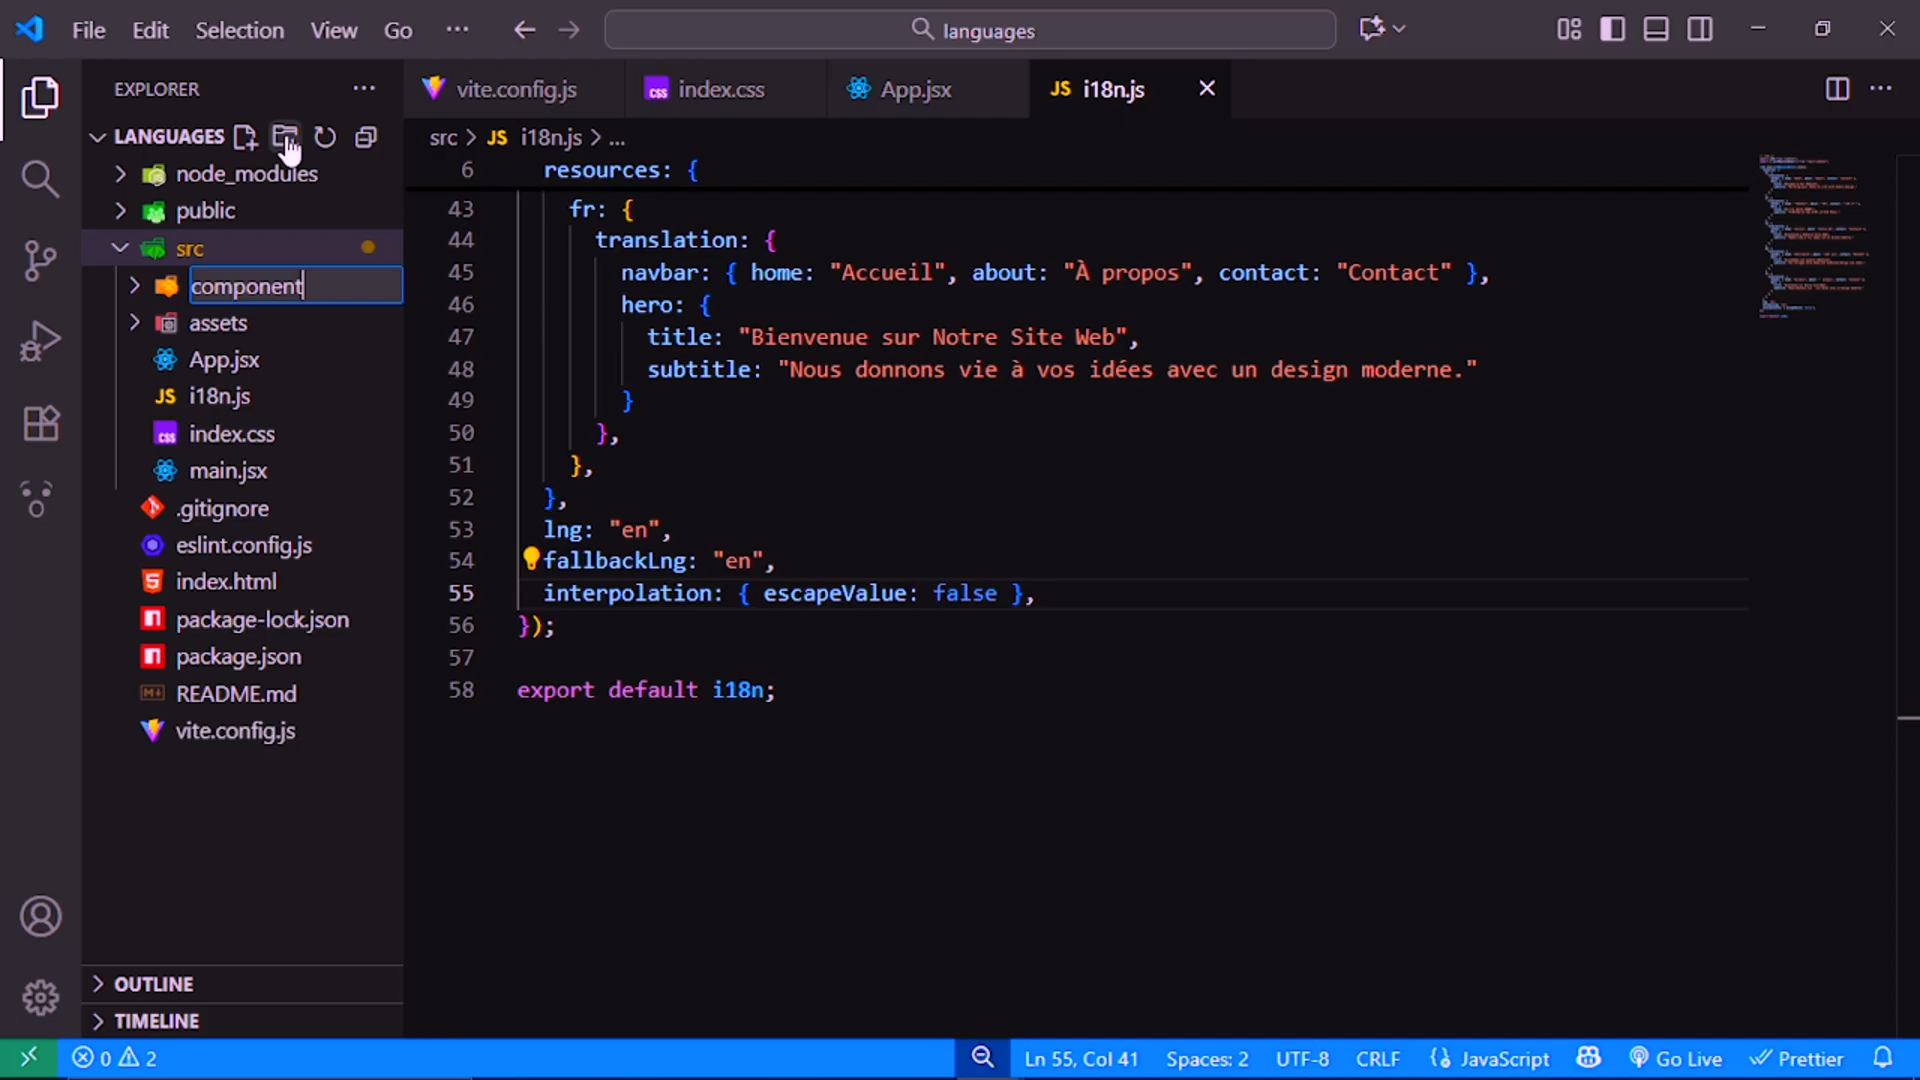 File Edit Selection View Go ... languages
EXPLORER ...
vite.config.js
index.css
App.jsx
JS i18n.js
LANGUAGES
node_modules
public
src
component
assets
App.jsx
JS i18n.js
index.css
main.jsx
.gitignore
eslint.config.js
index.html
package-lock.json
package.json
README.md
vite.config.js
OUTLINE
TIMELINE
src > JS i18n.js > ...
6 resources: {
43 fr: {
44 translation: {
45 navbar: { home: "Accueil", about: "À propos", contact: "Contact" },
46 hero: {
47 title: "Bienvenue sur Notre Site Web",
48 subtitle: "Nous donnons vie à vos idées avec un design moderne."
49 }
50 },
51 },
52 },
53 lng: "en",
54 fallbackLng: "en",
55 interpolation: { escapeValue: false },
56 });
57
58 export default i18n;
0 2 Ln 55, Col 41 Spaces: 2 UTF-8 CRLF {} JavaScript Go Live Prettier